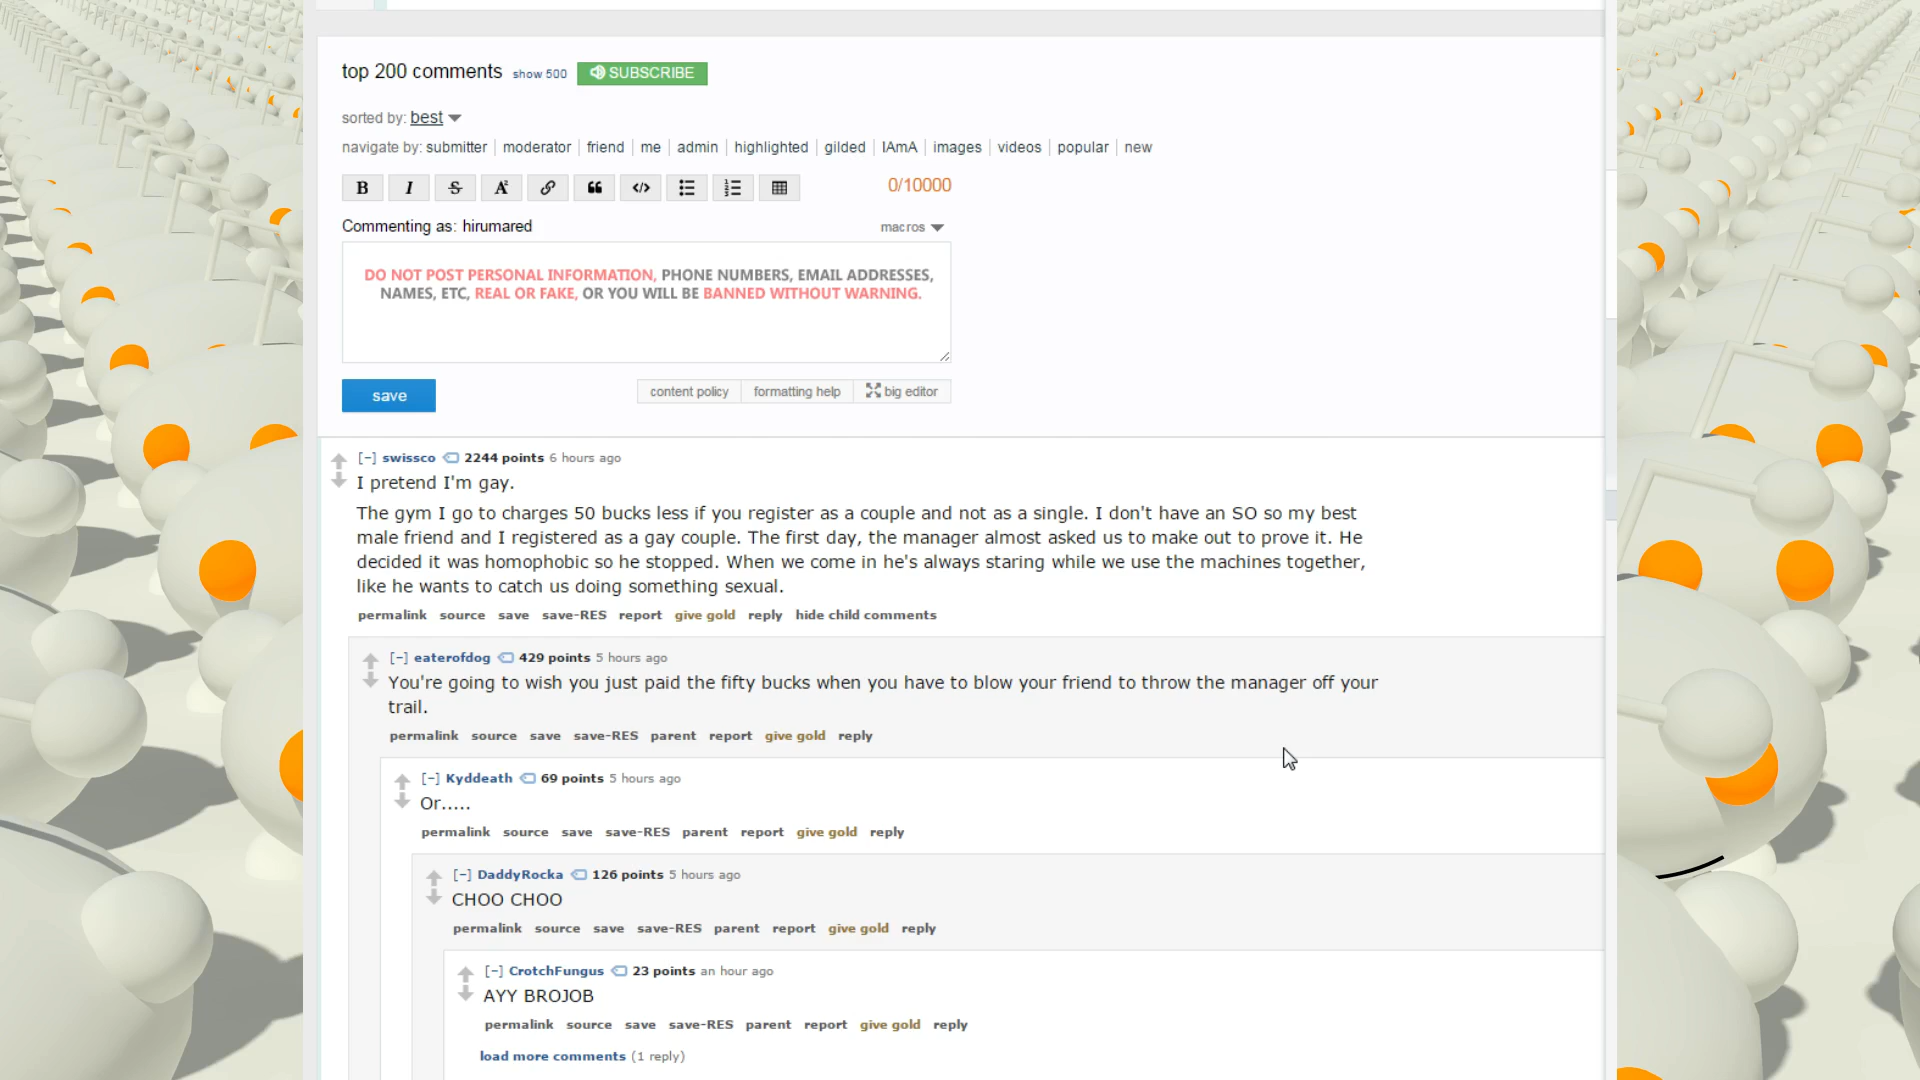 top 200 comments show 500 SUBSCRIBE
sorted by: best
navigate by: submitter moderator friend me admin highlighted gilded IAmA images videos popular new
B I S A </> 0/10000
Commenting as: hirumared macros
DO NOT POST PERSONAL INFORMATION, PHONE NUMBERS, EMAIL ADDRESSES,
NAMES, ETC, REAL OR FAKE, OR YOU WILL BE BANNED WITHOUT WARNING.
save content policy formatting help big editor
[–] swissco 2244 points 6 hours ago
I pretend I'm gay.
The gym I go to charges 50 bucks less if you register as a couple and not as a single. I don't have an SO so my best
male friend and I registered as a gay couple. The first day, the manager almost asked us to make out to prove it. He
decided it was homophobic so he stopped. When we come in he's always staring while we use the machines together,
like he wants to catch us doing something sexual.
permalink source save save-RES report give gold reply hide child comments
[–] eaterofdog 429 points 5 hours ago
You're going to wish you just paid the fifty bucks when you have to blow your friend to throw the manager off your
trail.
permalink source save save-RES parent report give gold reply
[–] Kyddeath 69 points 5 hours ago
Or.....
permalink source save save-RES parent report give gold reply
[–] DaddyRocka 126 points 5 hours ago
CHOO CHOO
permalink source save save-RES parent report give gold reply
[–] CrotchFungus 23 points an hour ago
AYY BROJOB
permalink source save save-RES parent report give gold reply
load more comments (1 reply)